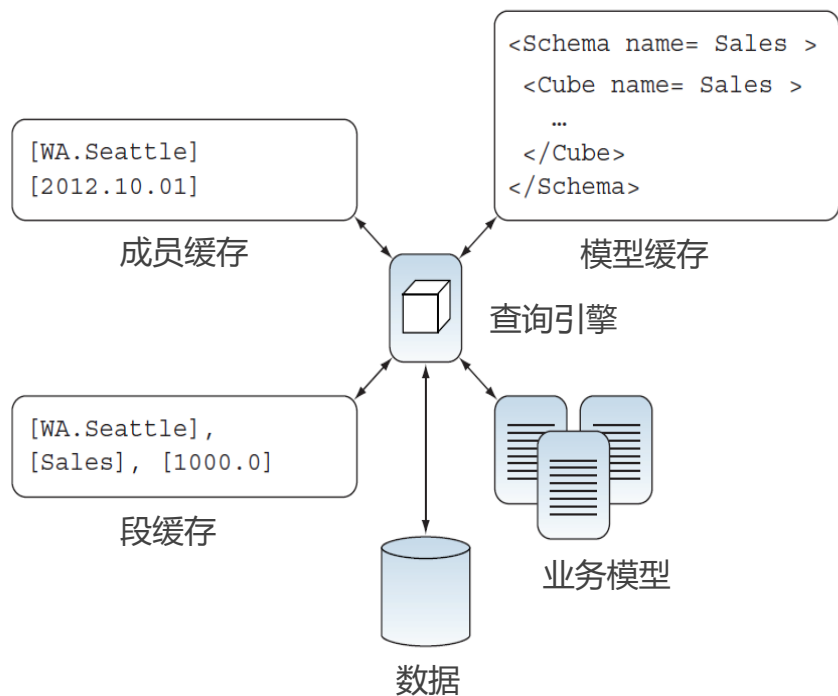 <Schema name= Sales >
<Cube name= Sales >
…
</Cube>
</Schema>
[WA.Seattle]
[2012.10.01]
成员缓存
模型缓存
查询引擎
[WA.Seattle],
[Sales], [1000.0]
段缓存
业务模型
数据